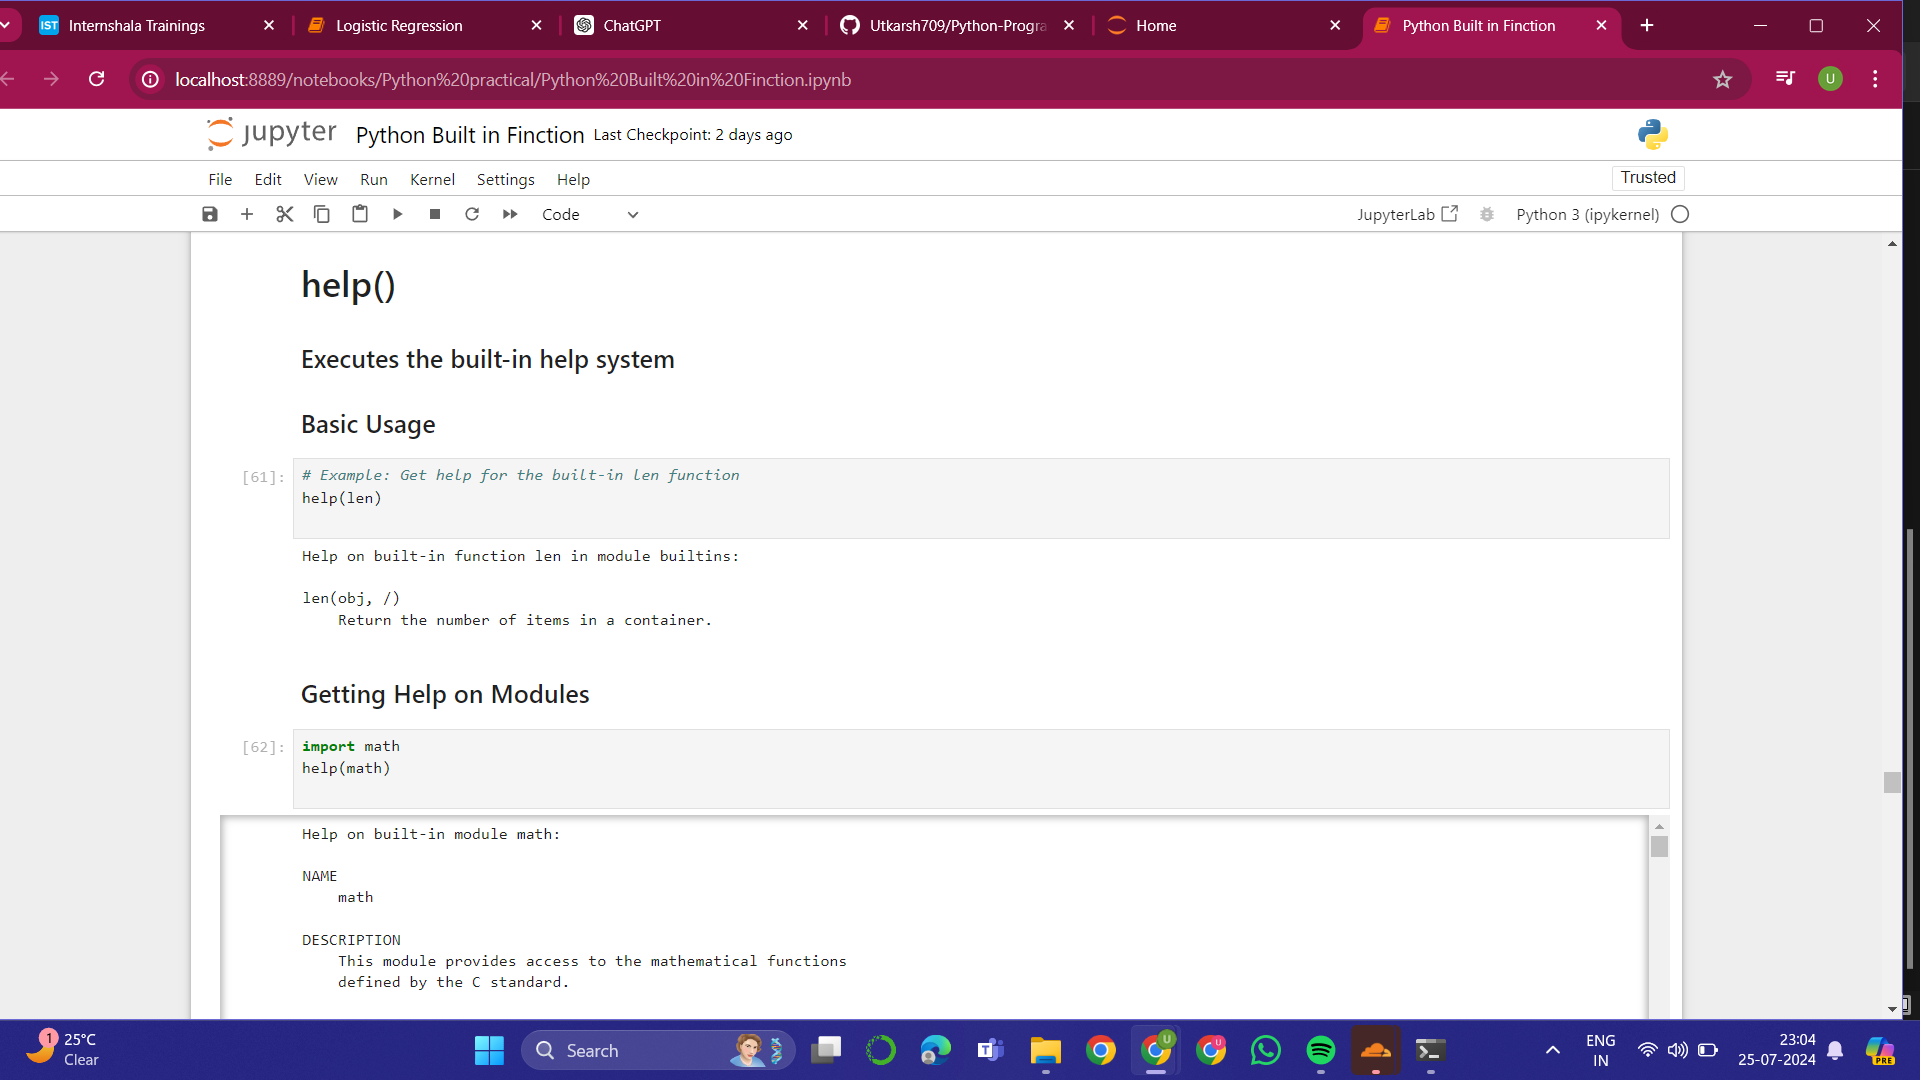 Internshala Trainings
Logistic Regression
ChatGPT
Utkarsh709/Python-Progra
Home
Python Built in Finction
localhost:8889/notebooks/Python%20practical/Python%20Built%20in%20Finction.ipynb
U
jupyter Python Built in Finction Last Checkpoint: 2 days ago
File Edit View Run Kernel Settings Help
Trusted
Code
JupyterLab
Python 3 (ipykernel)
help()
Executes the built-in help system
Basic Usage
[61]:
# Example: Get help for the built-in len function
help(len)
Help on built-in function len in module builtins:
len(obj, /)
Return the number of items in a container.
Getting Help on Modules
[62]:
import math
help(math)
Help on built-in module math:
NAME
math
DESCRIPTION
This module provides access to the mathematical functions
defined by the C standard.
1
25°C
Clear
Search
ENG
IN
23:04
25-07-2024
PRE